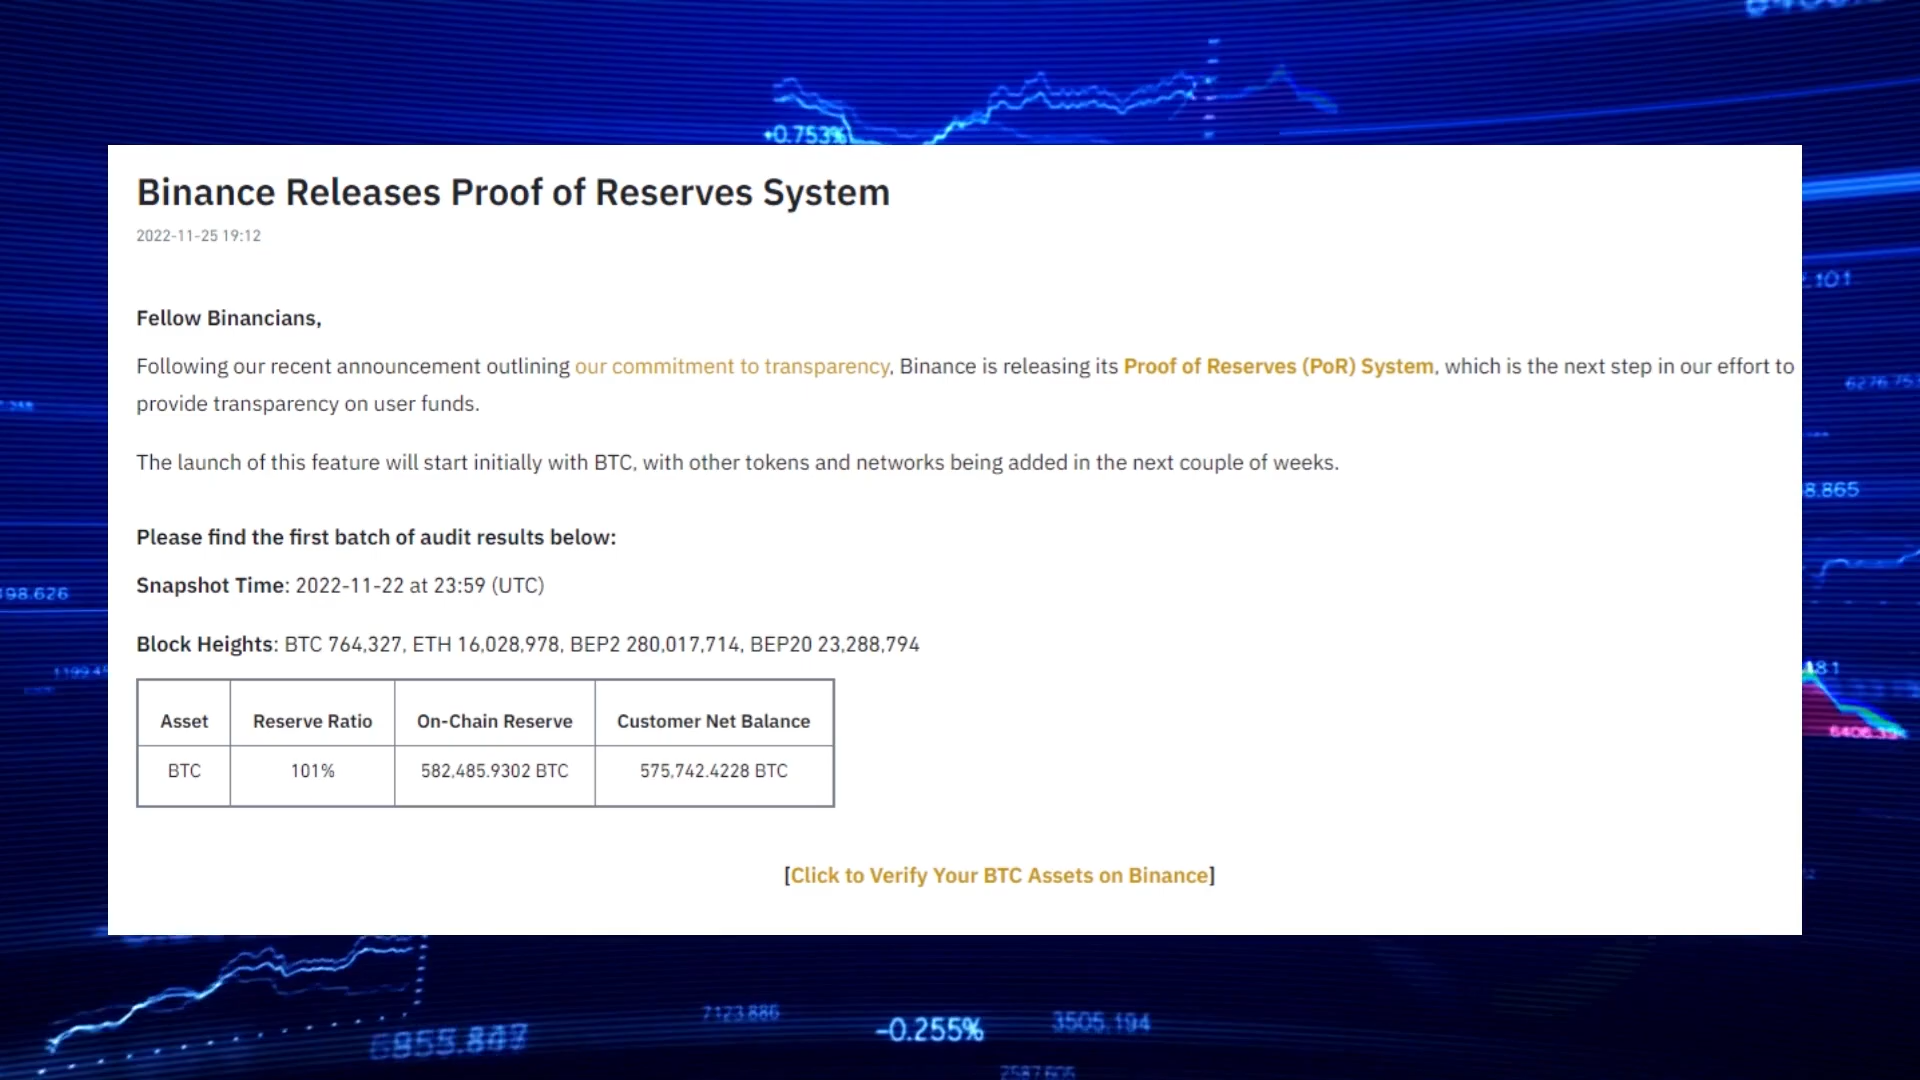 +0.753%
Binance Releases Proof of Reserves System
2022-11-25 19:12
Fellow Binancians,
Following our recent announcement outlining our commitment to transparency, Binance is releasing its Proof of Reserves (PoR) System, which is the next step in our effort to
provide transparency on user funds.
The launch of this feature will start initially with BTC, with other tokens and networks being added in the next couple of weeks.
Please find the first batch of audit results below:
Snapshot Time: 2022-11-22 at 23:59 (UTC)
Block Heights: BTC 764,327, ETH 16,028,978, BEP2 280,017,714, BEP20 23,288,794
Asset Reserve Ratio On-Chain Reserve Customer Net Balance
BTC 101% 582,485.9302 BTC 575,742.4228 BTC
[Click to Verify Your BTC Assets on Binance]
.101
8.865
98.626
7123.886
-0.255%
3505.194